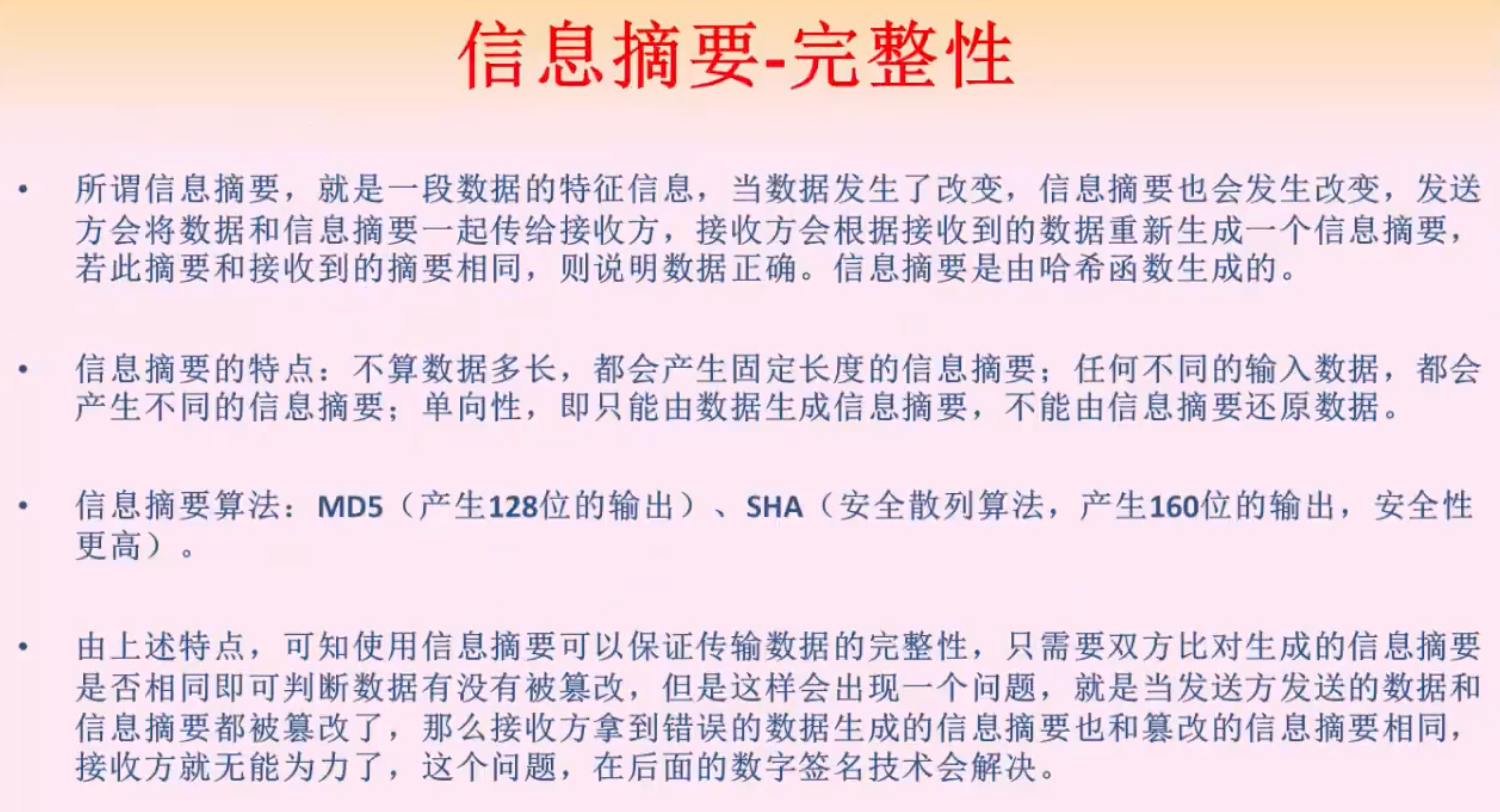 信息摘要-完整性
• 所谓信息摘要，就是一段数据的特征信息，当数据发生了改变，信息摘要也会发生改变，发送
方会将数据和信息摘要一起传给接收方，接收方会根据接收到的数据重新生成一个信息摘要，
若此摘要和接收到的摘要相同，则说明数据正确。信息摘要是由哈希函数生成的。
• 信息摘要的特点：不算数据多长，都会产生固定长度的信息摘要；任何不同的输入数据，都会
产生不同的信息摘要；单向性，即只能由数据生成信息摘要，不能由信息摘要还原数据。
• 信息摘要算法：MD5（产生128位的输出）、SHA（安全散列算法，产生160位的输出，安全性
更高）。
• 由上述特点，可知使用信息摘要可以保证传输数据的完整性，只需要双方比对生成的信息摘要
是否相同即可判断数据有没有被篡改，但是这样会出现一个问题，就是当发送方发送的数据和
信息摘要都被篡改了，那么接收方拿到错误的数据生成的信息摘要也和篡改的信息摘要相同，
接收方就无能为力了，这个问题，在后面的数字签名技术会解决。